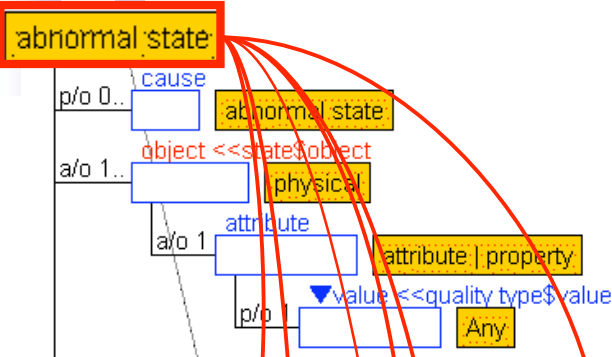 abnormal state
cause
p/o 0.. abnormal state
object <<state$object
a/o 1.. physical
attribute
a/o 1 attribute | property
▼value <<quality type$value
p/o 1 Any